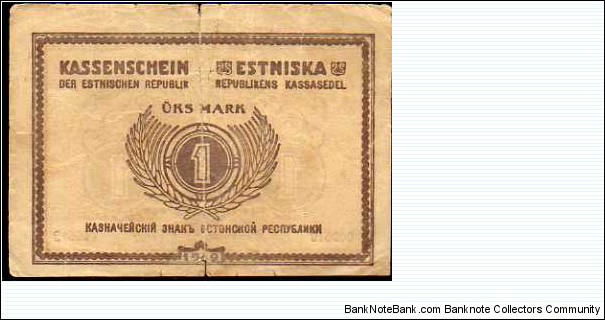 KASSENSCHEIN ESTNISKA
DER ESTNISCHEN REPUBLIK REPUBLIKENS KASSASEDEL
ÜKS MARK
1
КАЗНАЧЕЙСКІЙ ЗНАКЪ ЭСТОНСКОЙ РЕСПУБЛИКИ
1919
BankNoteBank.com Banknote Collectors Community